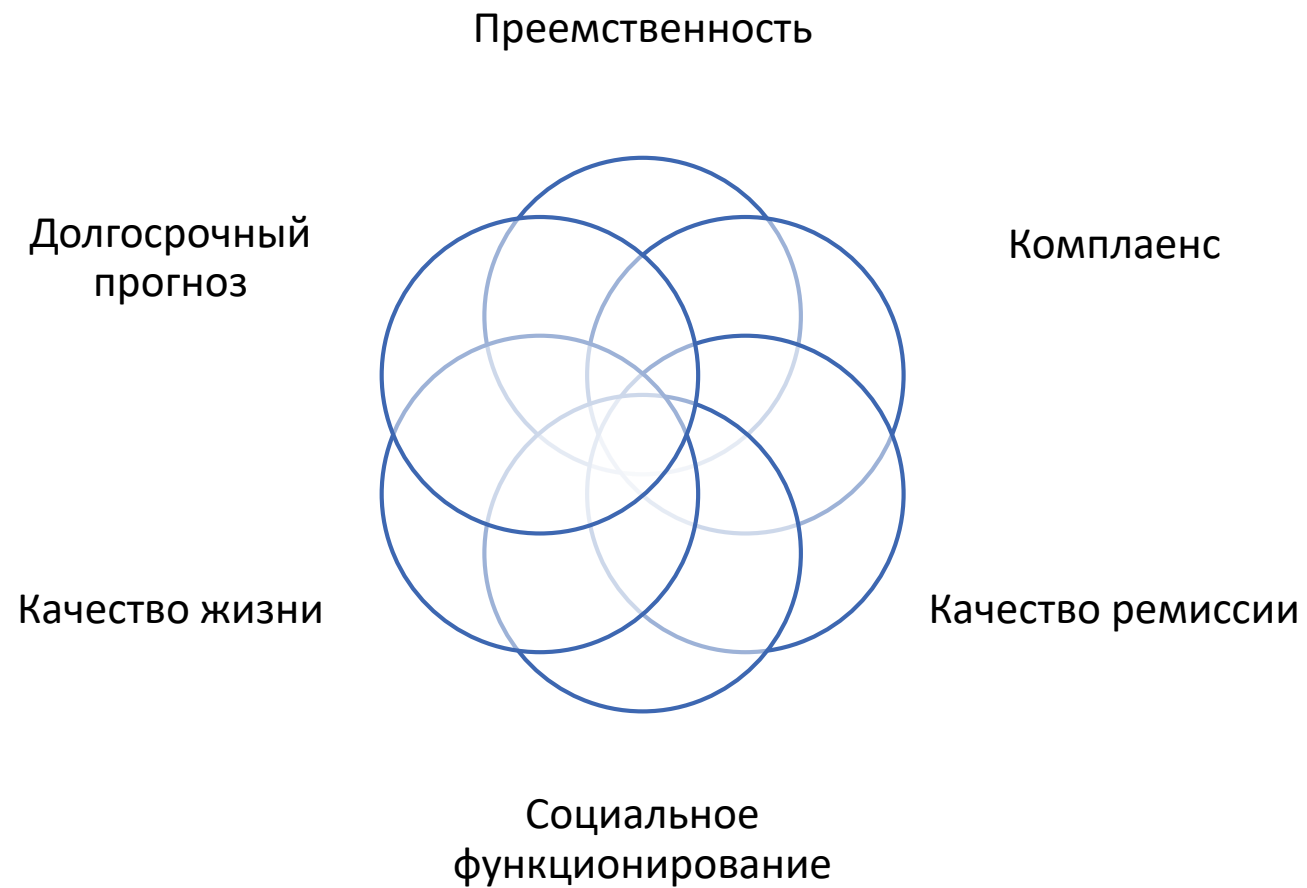 Преемственность
Долгосрочный
прогноз
Комплаенс
Качество жизни
Качество ремиссии
Социальное
функционирование